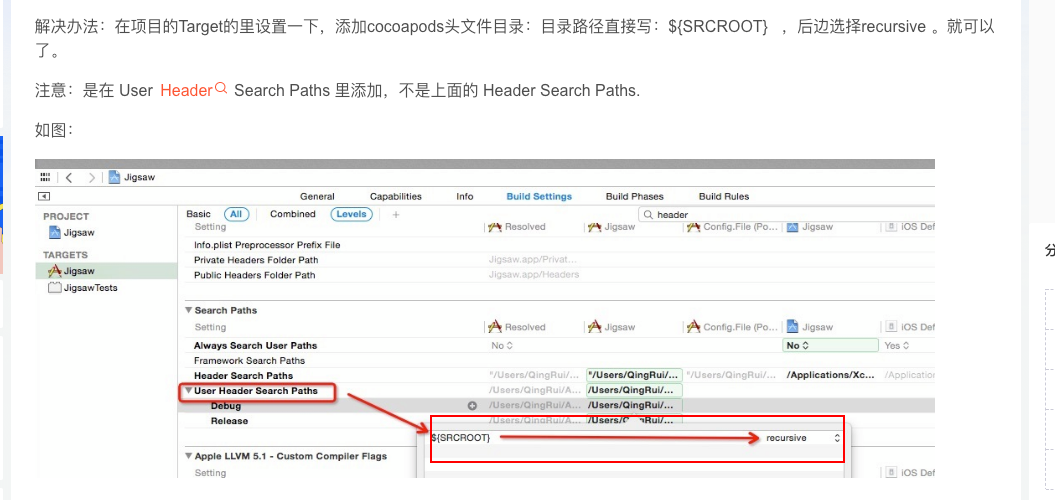 解决办法：在项目的Target的里设置一下，添加cocoapods头文件目录：目录路径直接写：${SRCROOT} ，后边选择recursive 。就可以
了。
注意：是在 User Header Search Paths 里添加，不是上面的 Header Search Paths.
如图：
Jigsaw
General Capabilities Info Build Settings Build Phases Build Rules
PROJECT
Jigsaw
TARGETS
Jigsaw
JigsawTests
Basic All Combined Levels + header
Setting Resolved Jigsaw Config.File (Po... Jigsaw iOS Def
Info.plist Preprocessor Prefix File
Private Headers Folder Path Jigsaw.app/Privat...
Public Headers Folder Path Jigsaw.app/Headers
Search Paths
Setting Resolved Jigsaw Config.File (Po... Jigsaw iOS Def
Always Search User Paths No No Yes
Framework Search Paths
Header Search Paths "/Users/QingRui/... "/Users/QingRui/... "/Users/QingRui/... /Applications/Xc... /Application
User Header Search Paths /Users/QingRui/A... /Users/QingRui/...
Debug /Users/QingRui/A... /Users/QingRui/...
Release /Users/QingRui/A...
${SRCROOT} recursive
Apple LLVM 5.1 - Custom Compiler Flags
Setting iOS Def